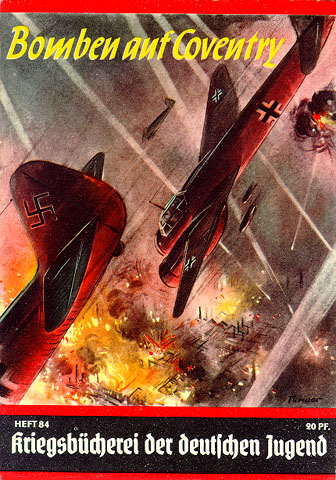 Bomben auf Coventry
HEFT 84
20 PF.
Kriegsbücherei der deutschen Jugend